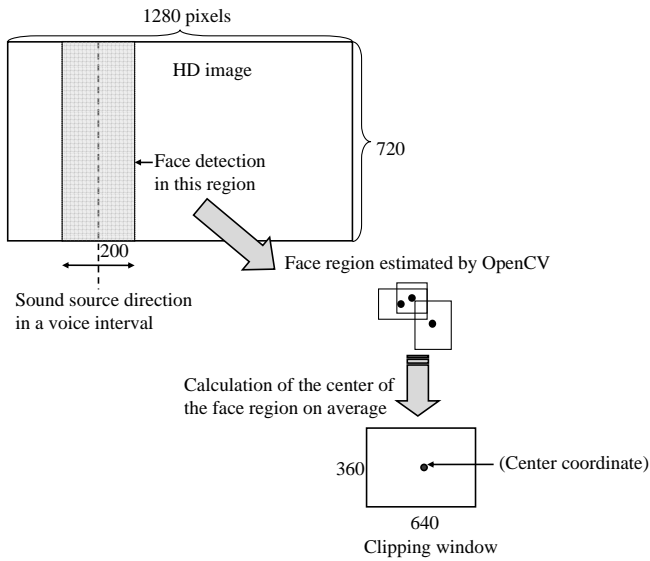 1280 pixels
HD image
720
Face detection
in this region
200
Sound source direction
in a voice interval
Face region estimated by OpenCV
Calculation of the center of
the face region on average
360
(Center coordinate)
640
Clipping window